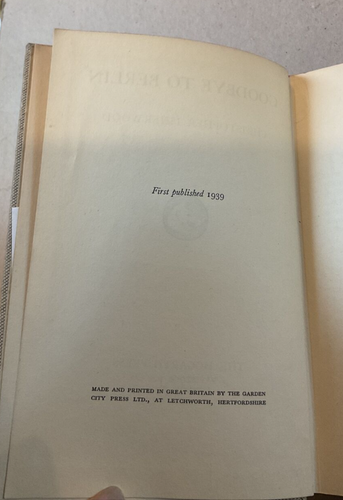 First published 1939
MADE AND PRINTED IN GREAT BRITAIN BY THE GARDEN
CITY PRESS LTD., AT LETCHWORTH, HERTFORDSHIRE